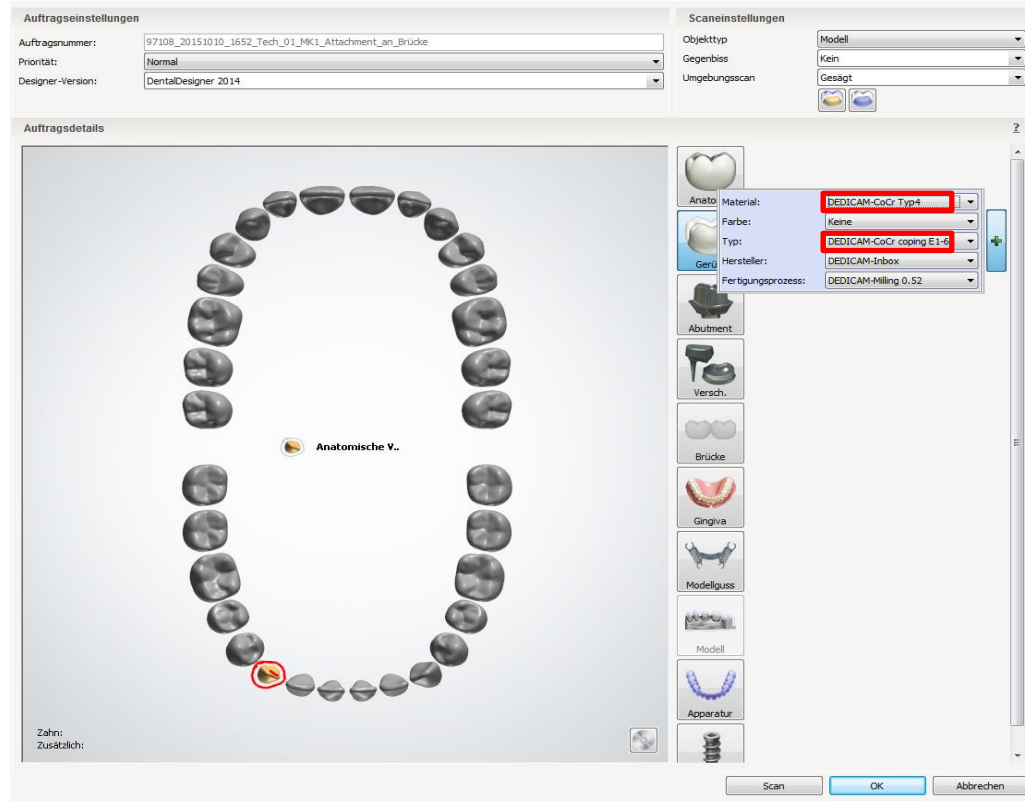 Auftragseinstellungen
Auftragsnummer: 97108_20151010_1652_Tech_01_MK1_Attachment_an_Brücke
Priorität: Normal
Designer-Version: DentalDesigner 2014
Scaneinstellungen
Objekttyp Modell
Gegenbiss Kein
Umgebungsscan Gesägt
Auftragsdetails ?
Anato
Material: DEDICAM-CoCr Typ4
Farbe: Keine
Typ: DEDICAM-CoCr coping E1-6
Hersteller: DEDICAM-Inbox
Fertigungsprozess: DEDICAM-Milling 0.52
Gerü
Abutment
Versch.
Brücke
Gingiva
Modellguss
Modell
Apparatur
Anatomische V..
Zahn:
Zusätzlich:
Scan OK Abbrechen